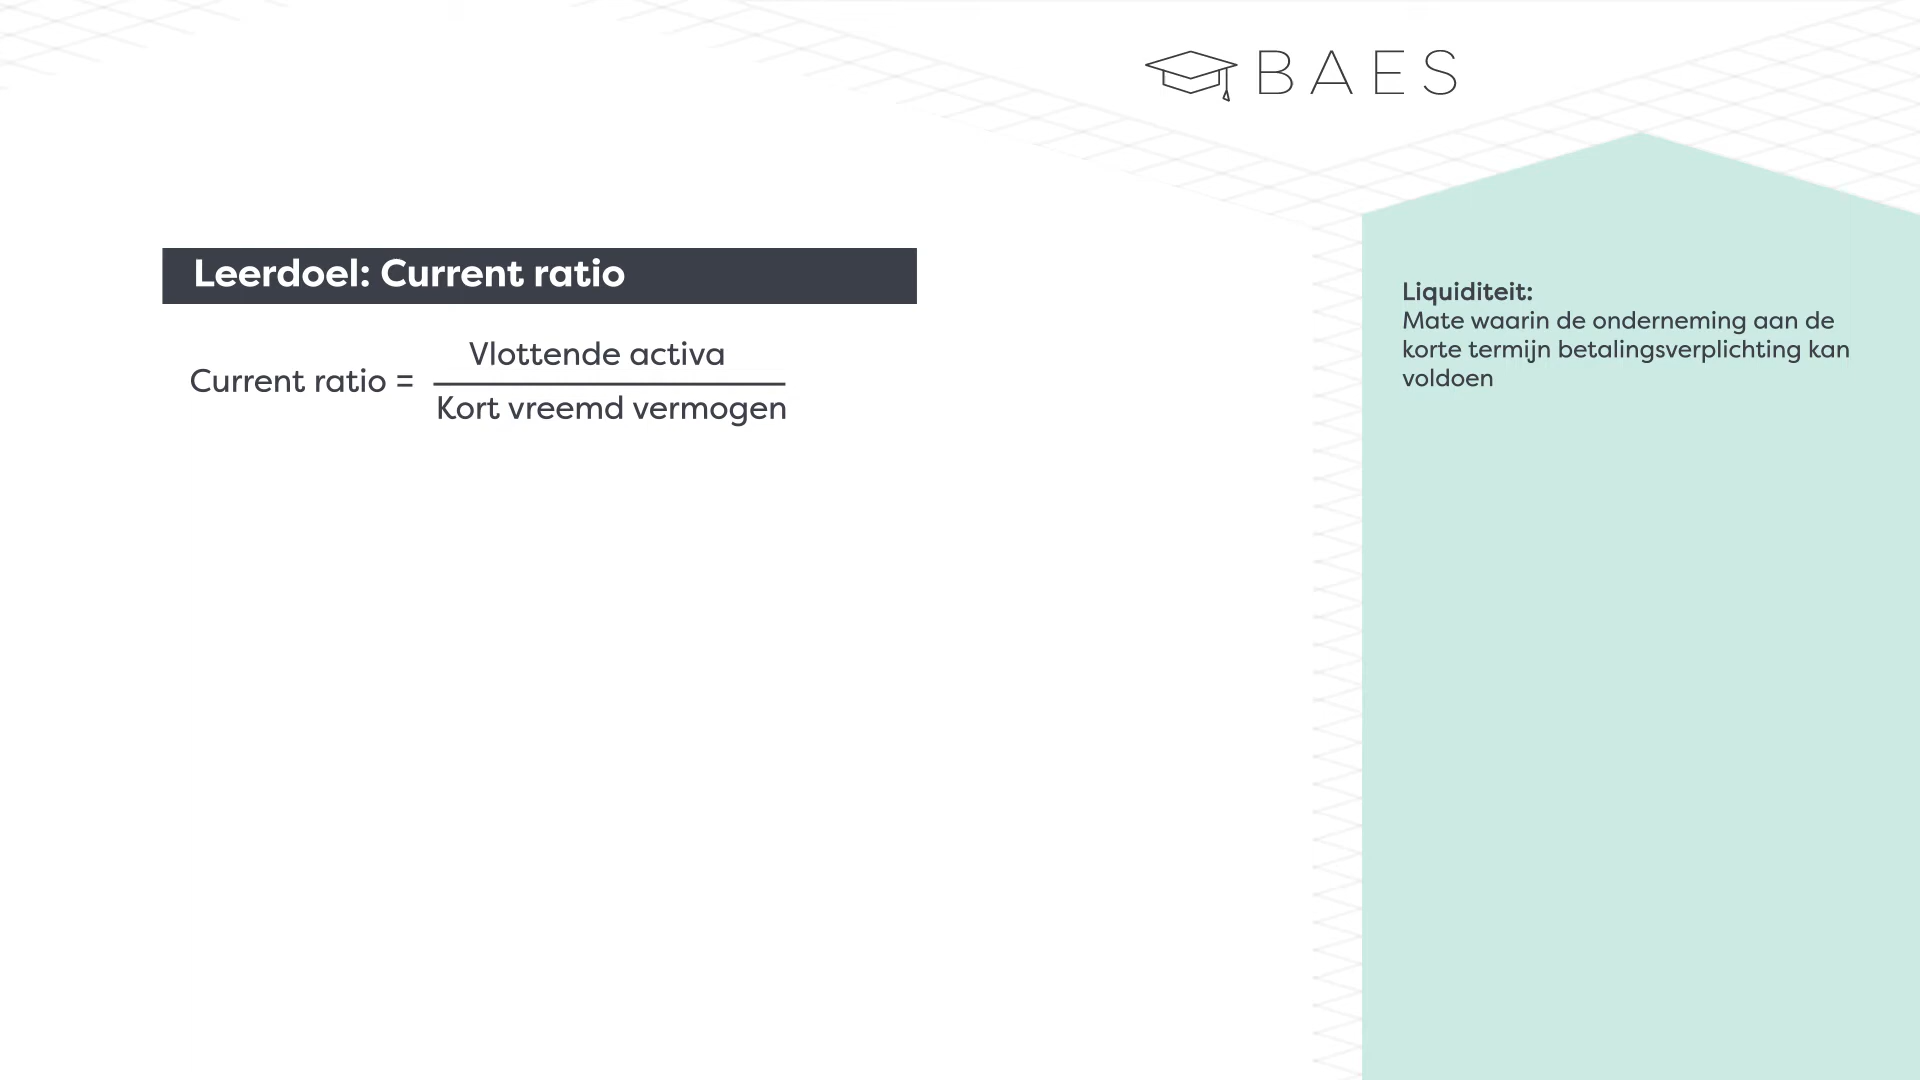 BAES
Leerdoel: Current ratio
Current ratio =
Vlottende activa
Kort vreemd vermogen
Liquiditeit:
Mate waarin de onderneming aan de
korte termijn betalingsverplichting kan
voldoen